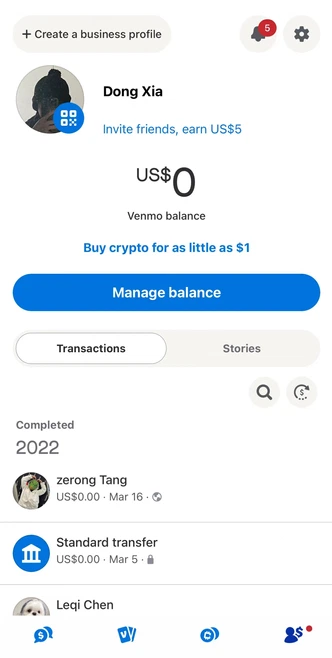 + Create a business profile
5
Dong Xia
Invite friends, earn US$5
US$0
Venmo balance
Buy crypto for as little as $1
Manage balance
Transactions
Stories
Completed
2022
zerong Tang
US$0.00 · Mar 16 ·
Standard transfer
US$0.00 · Mar 5 ·
Leqi Chen